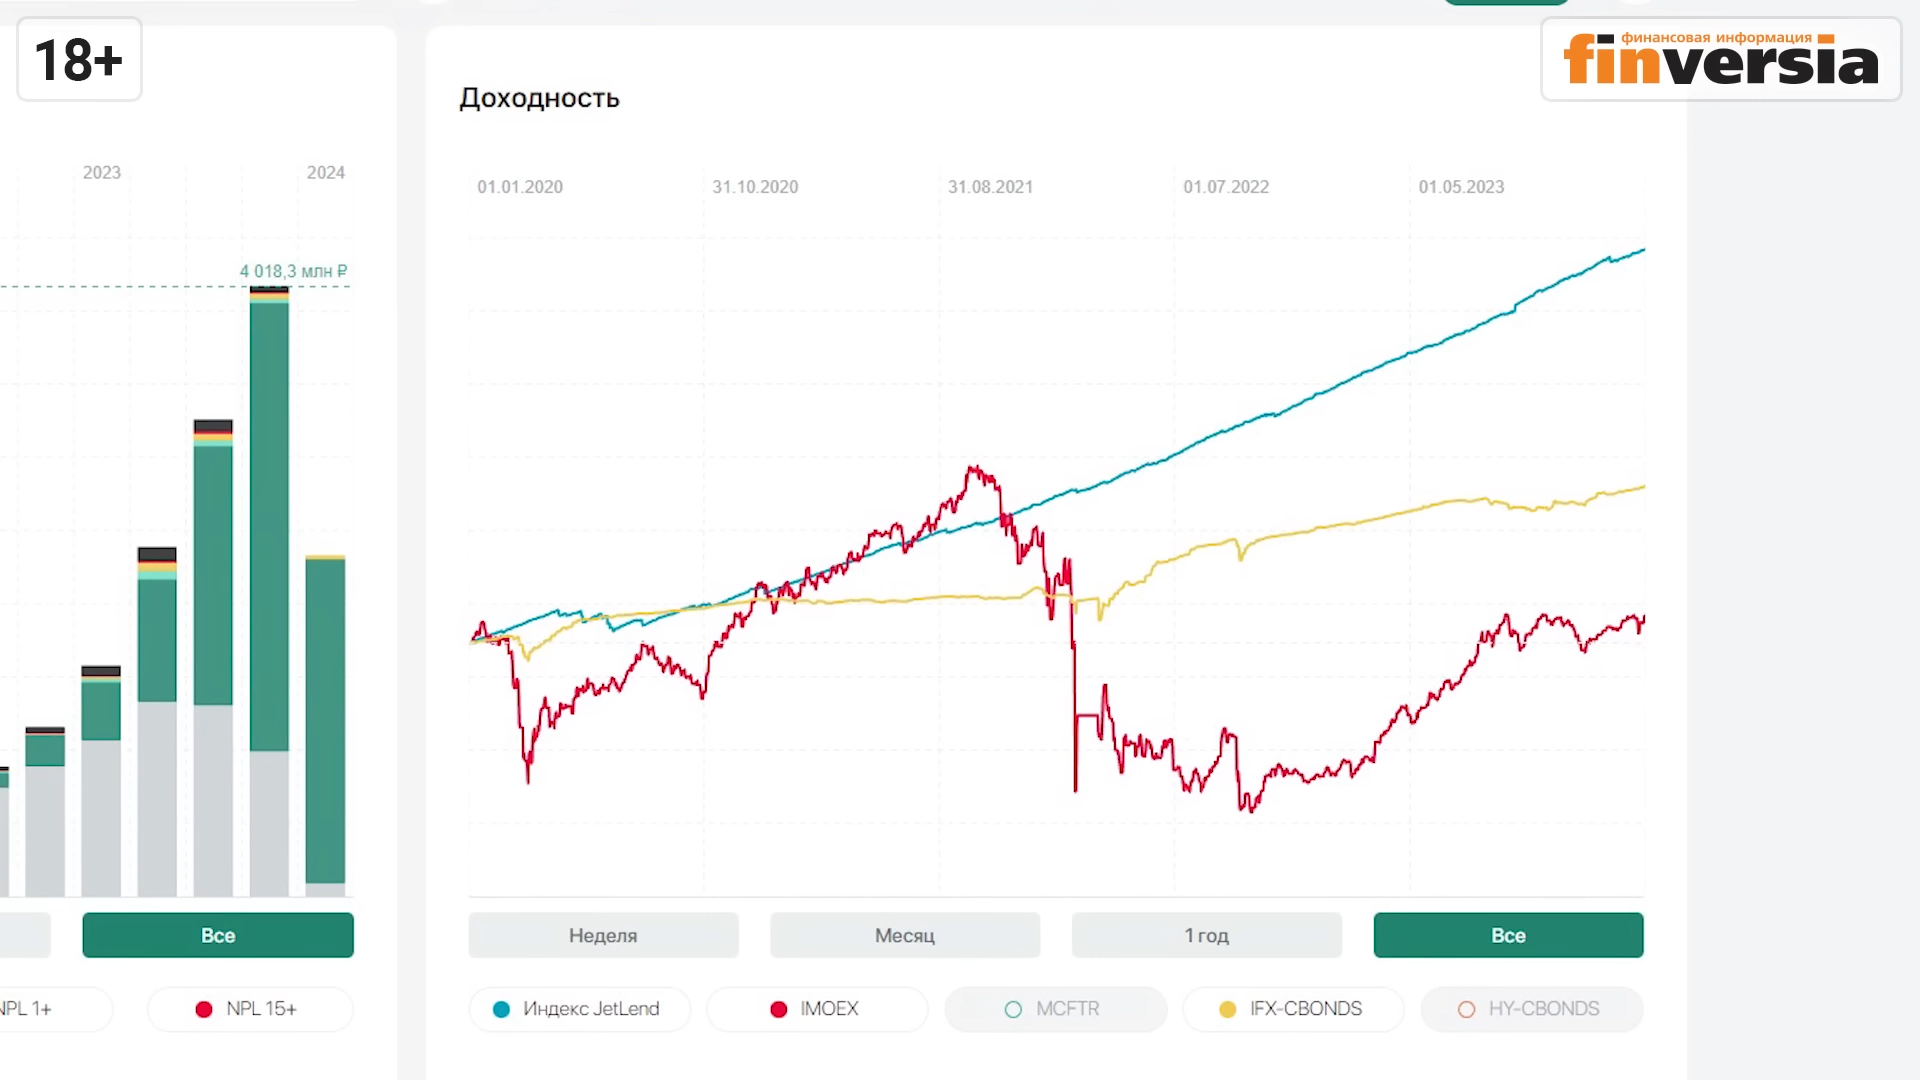 18+
финансовая информация
finversia
Доходность
2023
2024
01.01.2020
31.10.2020
31.08.2021
01.07.2022
01.05.2023
4 018,3 млн ₽
Все
Неделя
Месяц
1 год
Все
NPL 1+
NPL 15+
Индекс JetLend
IMOEX
MCFTR
IFX-CBONDS
HY-CBONDS